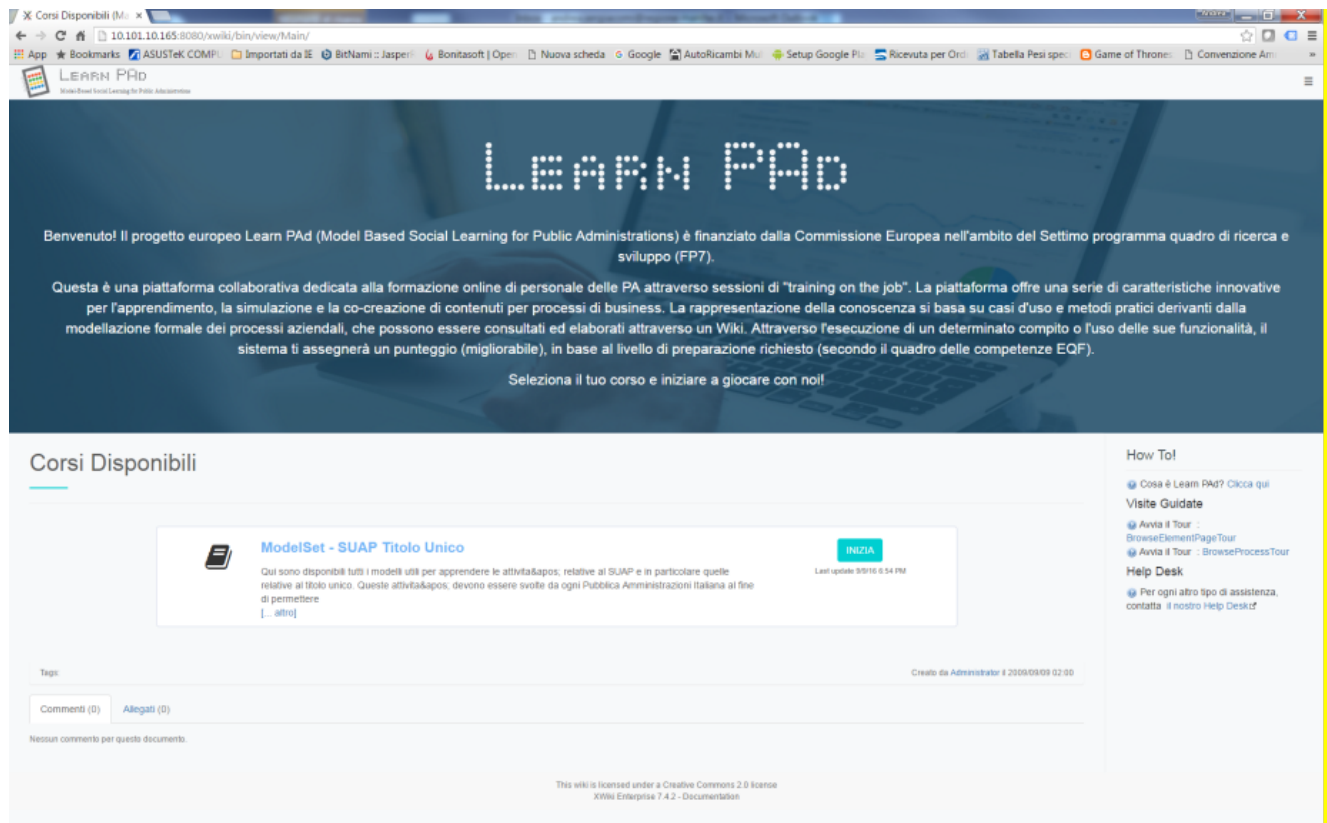 Corsi Disponibili (Ma
10.101.10.165:8080/xwiki/bin/view/Main/
App Bookmarks ASUSTeK COMPU Importati da IE BitNami :: Jasper Bonitasoft | Open Nuova scheda Google AutoRicambi Mul Setup Google Pla Ricevuta per Ord Tabella Pesi spec Game of Thrones Convenzione Am »
LEARN PAD
Model-Based Social Learning for Public Administrations
LEARN PAD
Benvenuto! Il progetto europeo Learn PAd (Model Based Social Learning for Public Administrations) è finanziato dalla Commissione Europea nell'ambito del Settimo programma quadro di ricerca e
sviluppo (FP7).
Questa è una piattaforma collaborativa dedicata alla formazione online di personale delle PA attraverso sessioni di "training on the job". La piattaforma offre una serie di caratteristiche innovative
per l'apprendimento, la simulazione e la co-creazione di contenuti per processi di business. La rappresentazione della conoscenza si basa su casi d'uso e metodi pratici derivanti dalla
modellazione formale dei processi aziendali, che possono essere consultati ed elaborati attraverso un Wiki. Attraverso l'esecuzione di un determinato compito o l'uso delle sue funzionalità, il
sistema ti assegnerà un punteggio (migliorabile), in base al livello di preparazione richiesto (secondo il quadro delle competenze EQF).
Seleziona il tuo corso e iniziare a giocare con noi!
Corsi Disponibili
ModelSet - SUAP Titolo Unico
Qui sono disponibili tutti i modelli utili per apprendere le attivita&apos; relative al SUAP e in particolare quelle
relative al titolo unico. Queste attivita&apos; devono essere svolte da ogni Pubblica Amministrazioni Italiana al fine
di permettere
[... altro]
INIZIA
Last update 9/9/16 6:54 PM
Tags:
Creato da Administrator il 2009/09/09 02:00
Commenti (0) Allegati (0)
Nessun commento per questo documento.
How To!
Cosa è Learn PAd? Clicca qui
Visite Guidate
Avvia il Tour :
BrowseElementPageTour
Avvia il Tour : BrowseProcessTour
Help Desk
Per ogni altro tipo di assistenza,
contatta il nostro Help Desk
This wiki is licensed under a Creative Commons 2.0 license
XWiki Enterprise 7.4.2 - Documentation